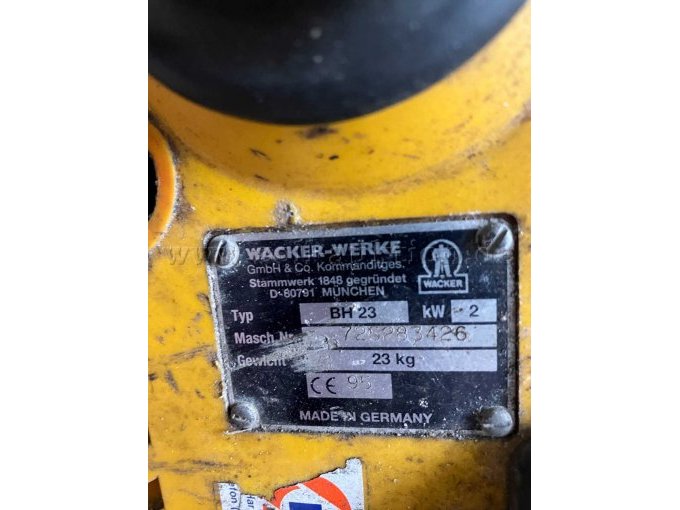 WACKER-WERKE
GmbH & Co. Kommanditges.
Stammwerk 1848 gegründet
D-80791 MÜNCHEN
WACKER
Typ BH 23 kW 2
Masch Nr. 725283426
Gewicht 23 kg
CE 95
MADE IN GERMANY